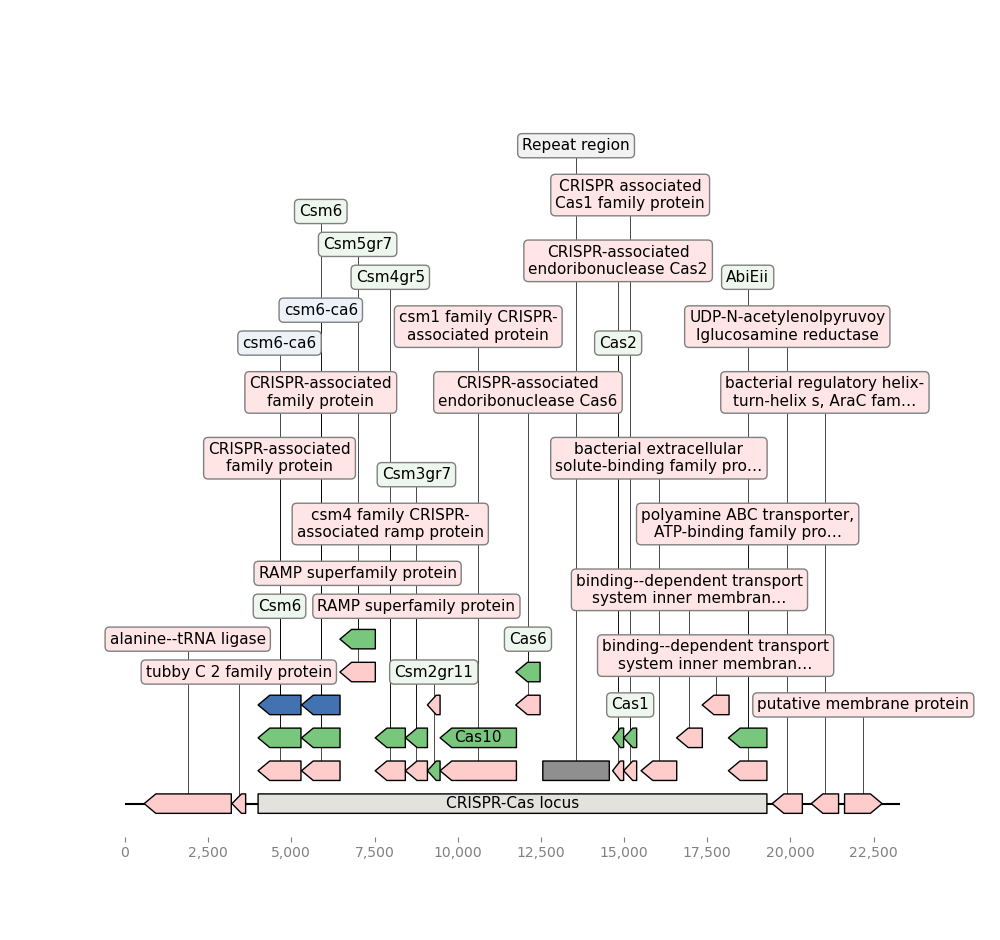 Repeat region
CRISPR associated
Cas1 family protein
Csm6
Csm5gr7
CRISPR-associated
endoribonuclease Cas2
Csm4gr5
AbiEii
csm6-ca6
csm1 family CRISPR-
associated protein
UDP-N-acetylenolpyruvoy
lglucosamine reductase
csm6-ca6
Cas2
CRISPR-associated
family protein
CRISPR-associated
endoribonuclease Cas6
bacterial regulatory helix-
turn-helix s, AraC fam...
CRISPR-associated
family protein
bacterial extracellular
solute-binding family pro...
Csm3gr7
csm4 family CRISPR-
associated ramp protein
polyamine ABC transporter,
ATP-binding family pro...
RAMP superfamily protein
binding--dependent transport
system inner membran...
Csm6
RAMP superfamily protein
alanine--tRNA ligase
Cas6
binding--dependent transport
system inner membran...
tubby C 2 family protein
Csm2gr11
Cas1
putative membrane protein
Cas10
CRISPR-Cas locus
0
2,500
5,000
7,500
10,000
12,500
15,000
17,500
20,000
22,500